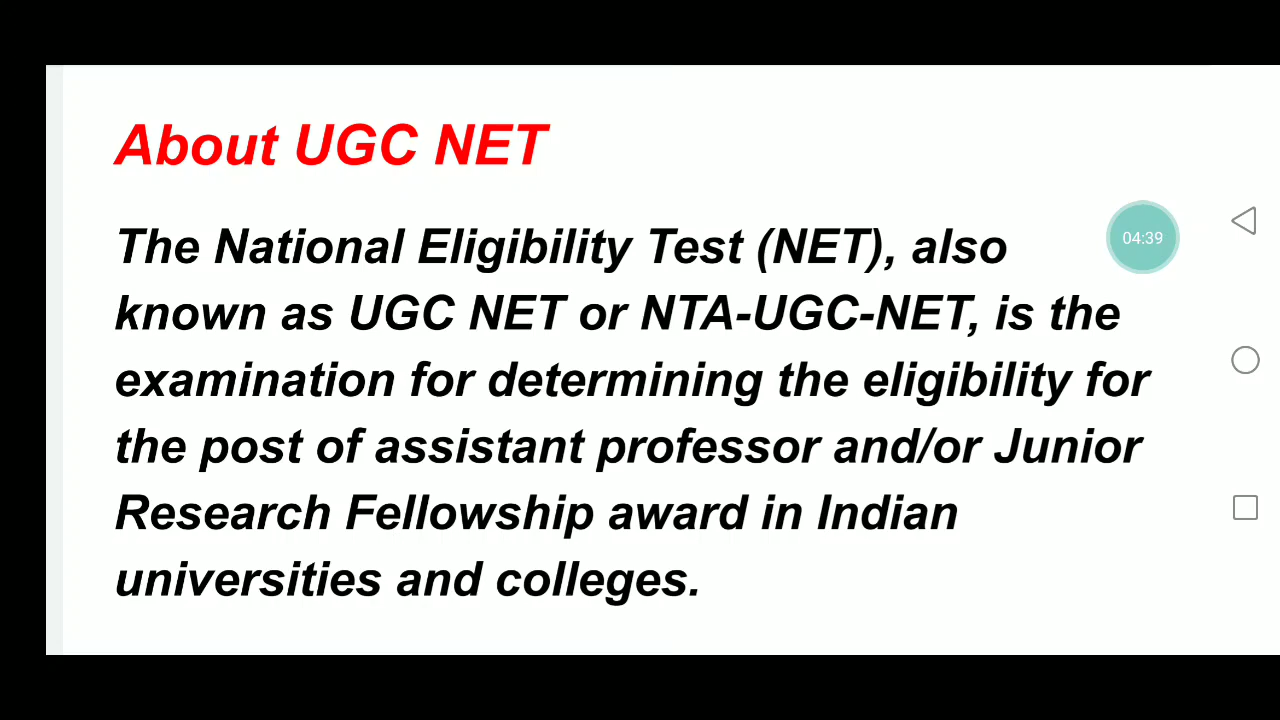 About UGC NET
The National Eligibility Test (NET), also
04:39
known as UGC NET or NTA-UGC-NET, is the
examination for determining the eligibility for
the post of assistant professor and/or Junior
Research Fellowship award in Indian
universities and colleges.